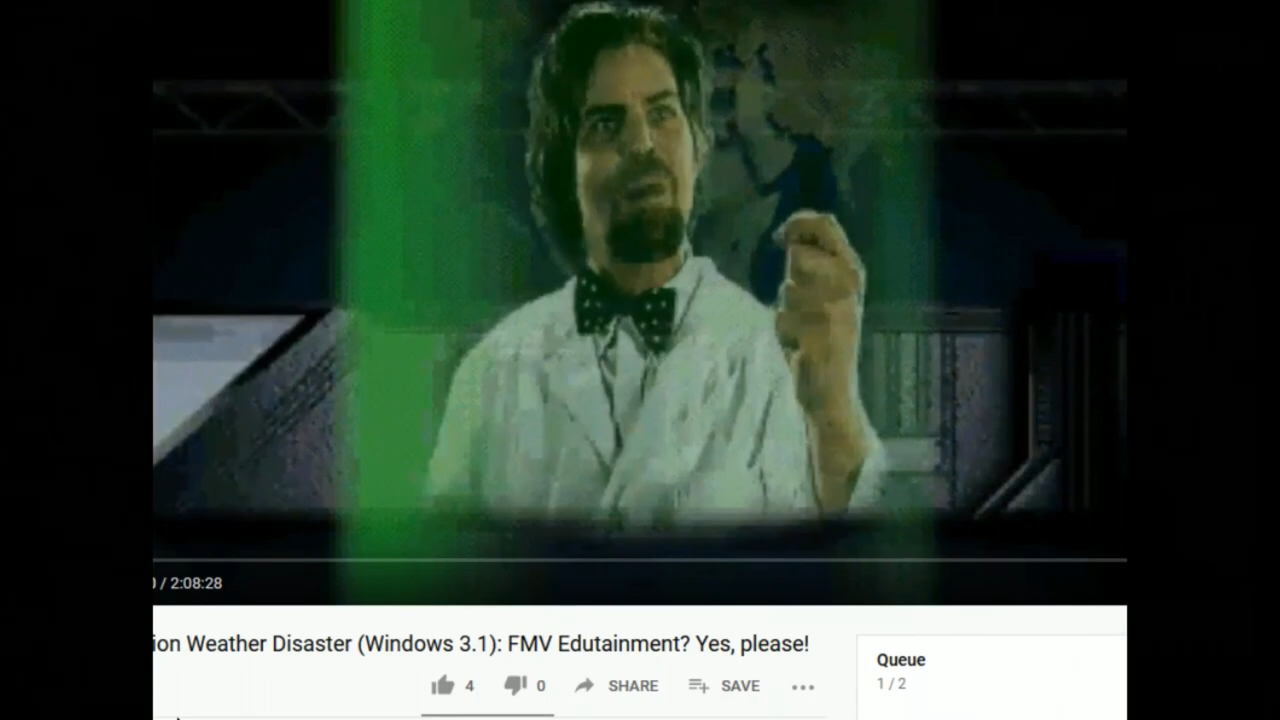 / 2:08:28
ion Weather Disaster (Windows 3.1): FMV Edutainment? Yes, please!
4 0 SHARE SAVE
Queue
1 / 2